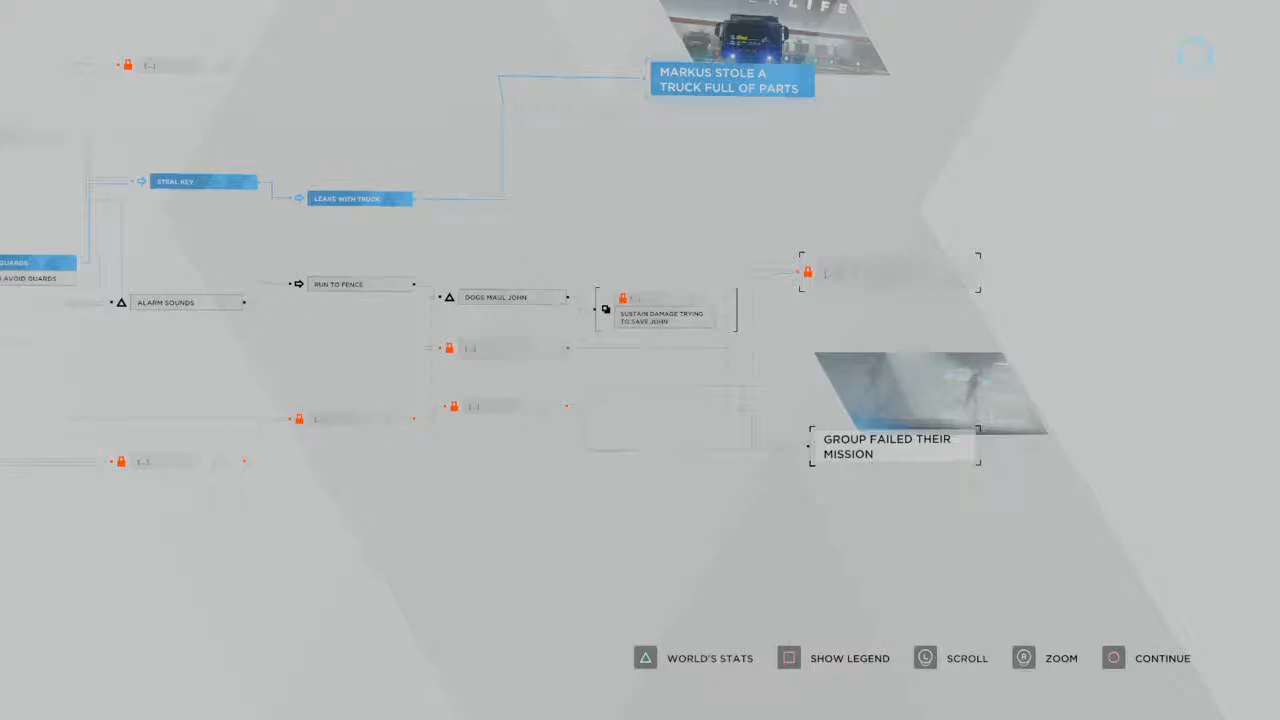 LIFE
MARKUS STOLE A
TRUCK FULL OF PARTS
[...]
STEAL KEY
LEAVE WITH TRUCK
GUARDS
AVOID GUARDS
ALARM SOUNDS
RUN TO FENCE
DOGS MAUL JOHN
[...]
SUSTAIN DAMAGE TRYING
TO SAVE JOHN
[...]
[...]
[...]
GROUP FAILED THEIR
MISSION
WORLD'S STATS
SHOW LEGEND
L
SCROLL
R
ZOOM
CONTINUE